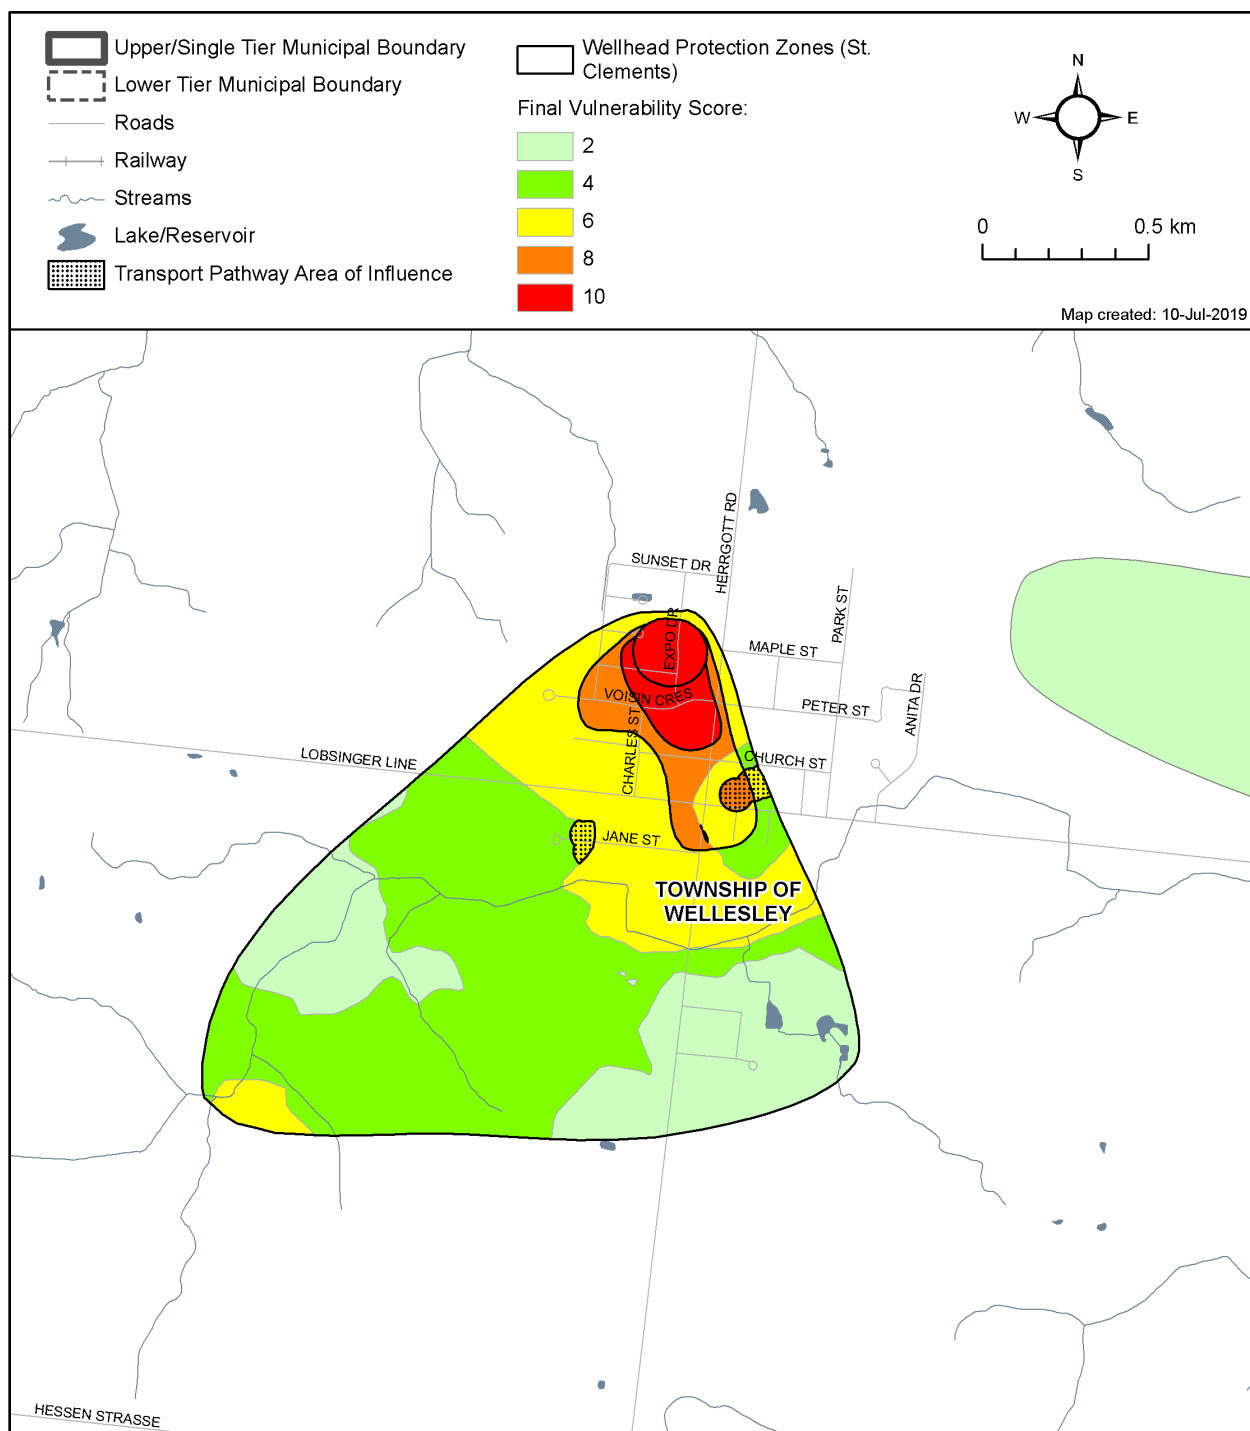 Upper/Single Tier Municipal Boundary
Lower Tier Municipal Boundary
Roads
Railway
Streams
Lake/Reservoir
Transport Pathway Area of Influence
Wellhead Protection Zones (St.
Clements)
Final Vulnerability Score:
2
4
6
8
10
N
W
E
S
0
0.5 km
Map created: 10-Jul-2019
HERRGOTT RD
SUNSET DR
PARK ST
EXPO DR
MAPLE ST
ANITA DR
VOISIN CRES
PETER ST
CHARLES ST
LOBSINGER LINE
CHURCH ST
JANE ST
TOWNSHIP OF
WELLESLEY
HESSEN STRASSE